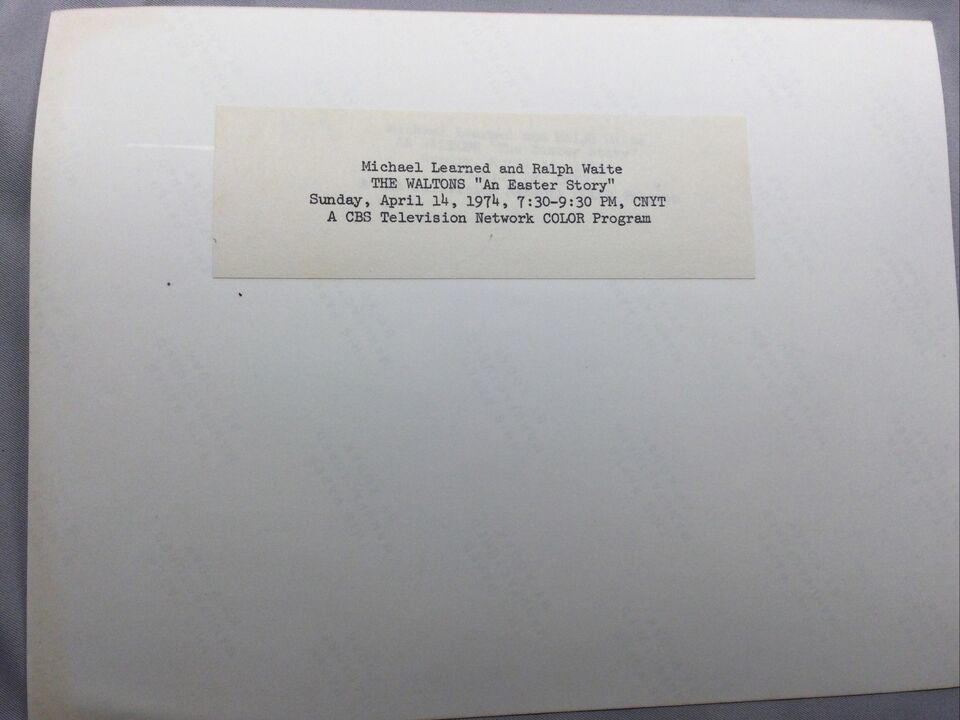 Michael Learned and Ralph Waite
THE WALTONS "An Easter Story"
Sunday, April 14, 1974, 7:30-9:30 PM, CNYT
A CBS Television Network COLOR Program